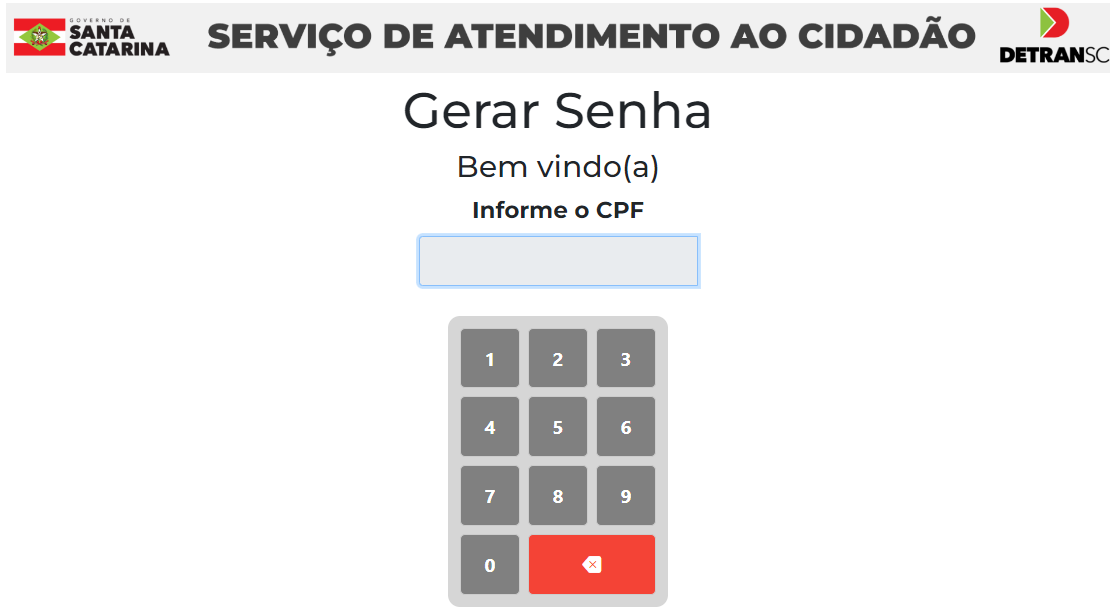 GOVERNO DE
SANTA
CATARINA
SERVIÇO DE ATENDIMENTO AO CIDADÃO
DETRANSC
Gerar Senha
Bem vindo(a)
Informe o CPF
1 2 3
4 5 6
7 8 9
0